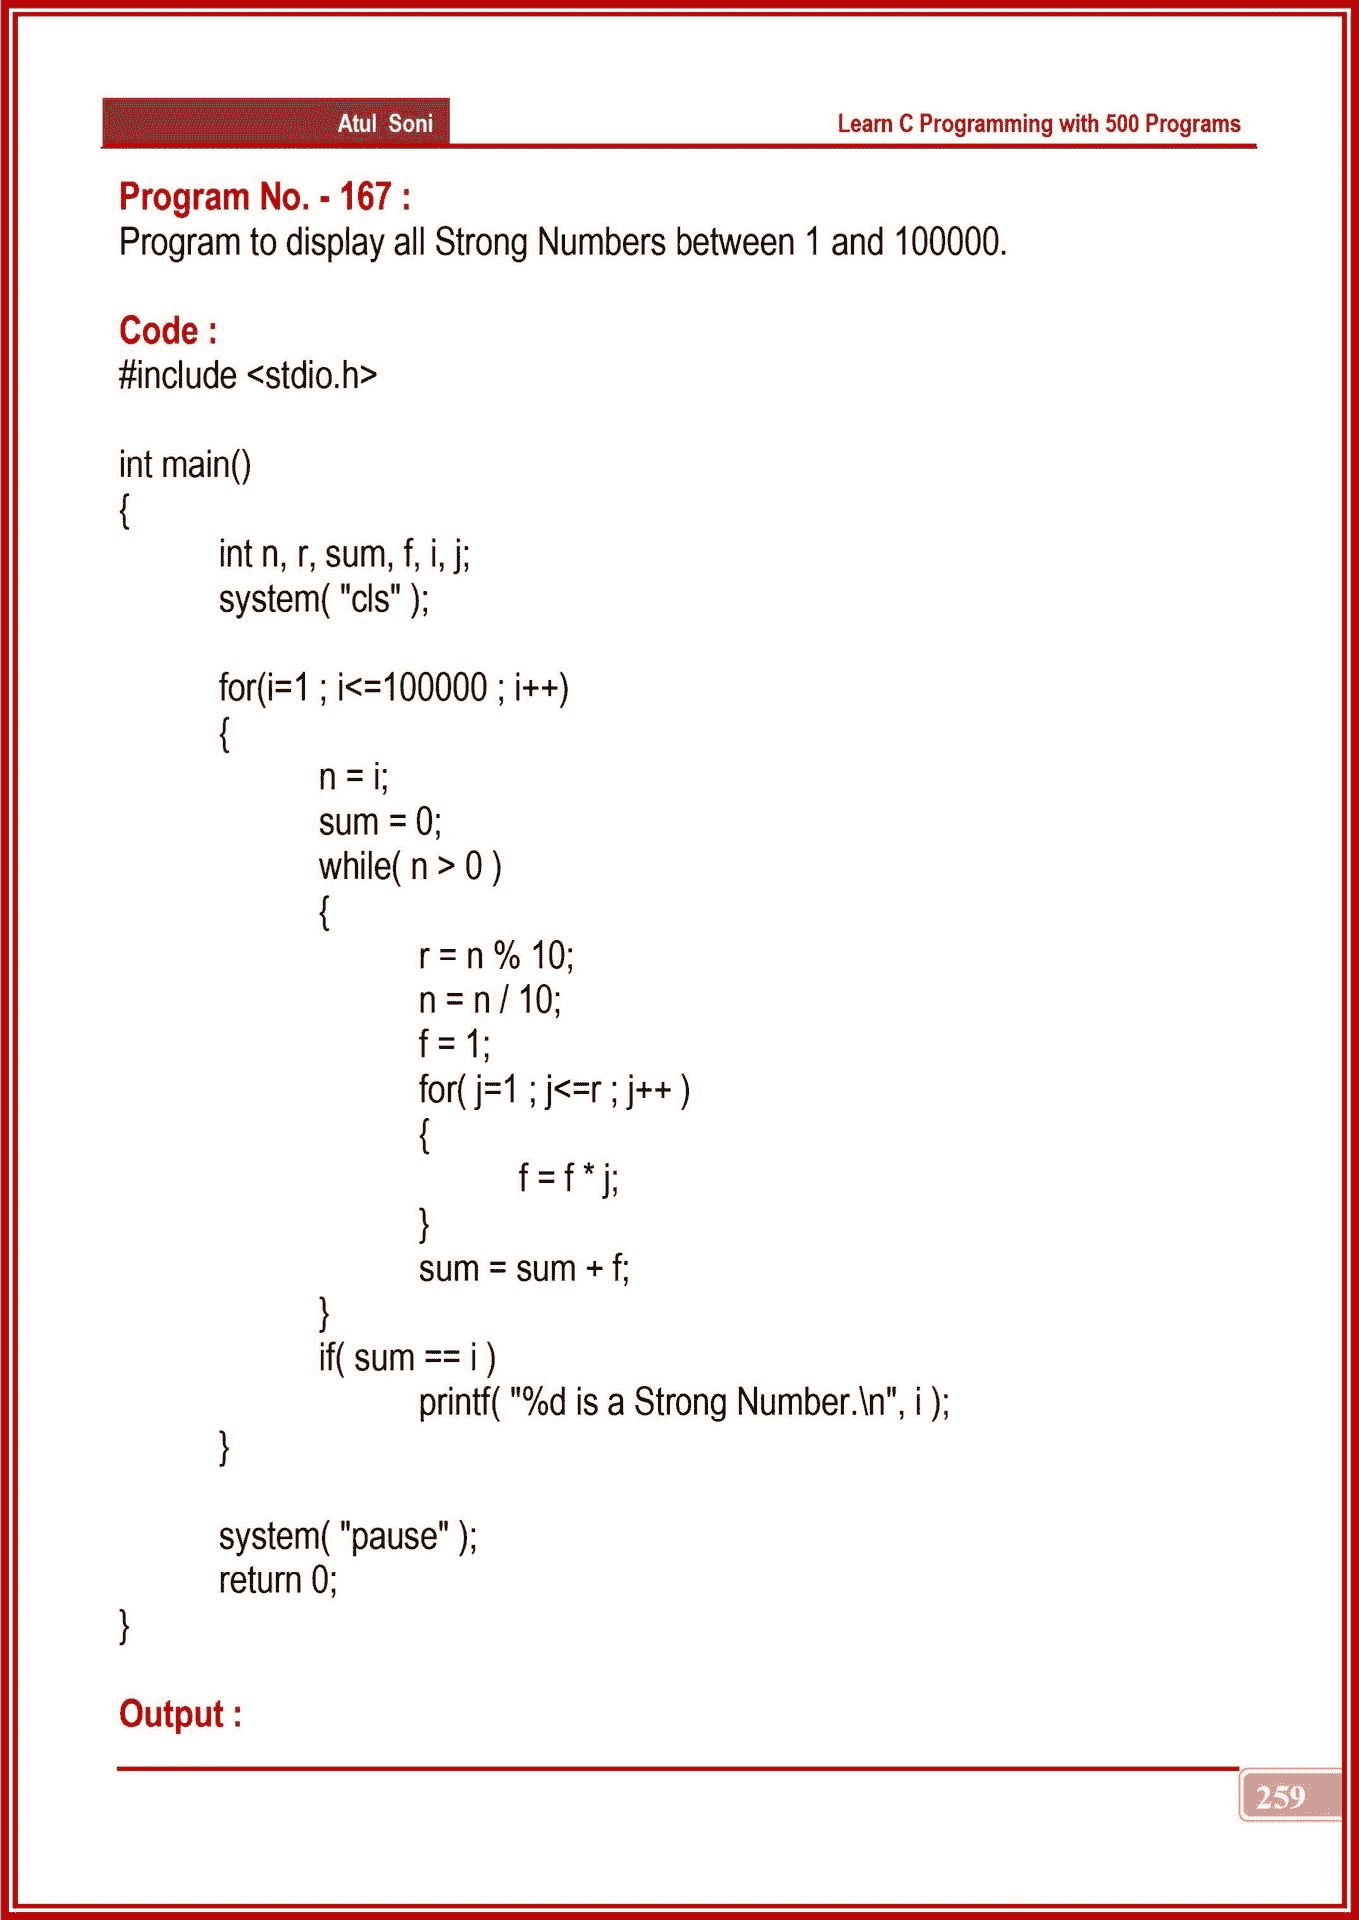 Atul Soni
Learn C Programming with 500 Programs
Program No. - 167 :
Program to display all Strong Numbers between 1 and 100000.
Code :
#include <stdio.h>
int main()
{
int n, r, sum, f, i, j;
system( "cls" );
for(i=1 ; i<=100000 ; i++)
{
n = i;
sum = 0;
while( n > 0 )
{
r = n % 10;
n = n / 10;
f = 1;
for( j=1 ; j<=r ; j++ )
{
f = f * j;
}
sum = sum + f;
}
if( sum == i )
printf( "%d is a Strong Number.\n", i );
}
system( "pause" );
return 0;
}
Output :
259